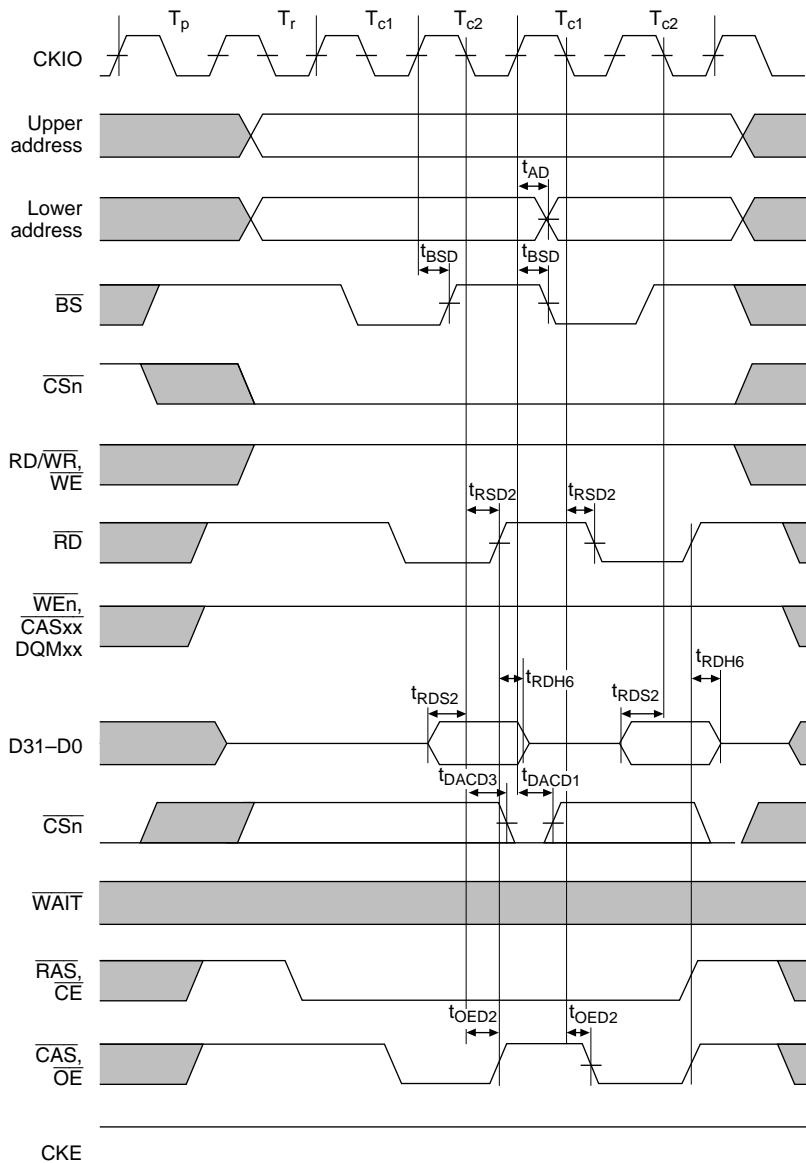 Tp Tr Tc1 Tc2 Tc1 Tc2
CKIO
Upper
address
tAD
Lower
address
tBSD tBSD
BS
CSn
RD/WR,
WE
tRSD2 tRSD2
RD
WEn,
CASxx
DQMxx
tRDS2 tRDH6 tRDS2 tRDH6
D31–D0
tDACD3 tDACD1
CSn
WAIT
RAS,
CE
tOED2 tOED2
CAS,
OE
CKE